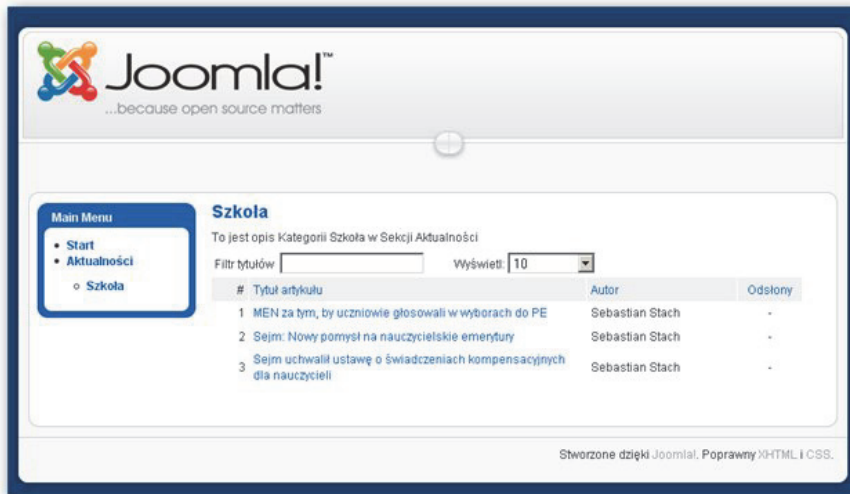 Joomla!™
...because open source matters
Main Menu
Start
Aktualności
Szkoła
Szkoła
To jest opis Kategorii Szkoła w Sekcji Aktualności
Filtr tytułów Wyświetl: 10
# Tytuł artykułu Autor Odsłony
1 MEN za tym, by uczniowie głosowali w wyborach do PE Sebastian Stach -
2 Sejm: Nowy pomysł na nauczycielskie emerytury Sebastian Stach -
3 Sejm uchwalił ustawę o świadczeniach kompensacyjnych
dla nauczycieli Sebastian Stach -
Stworzone dzięki Joomla!. Poprawny XHTML i CSS.